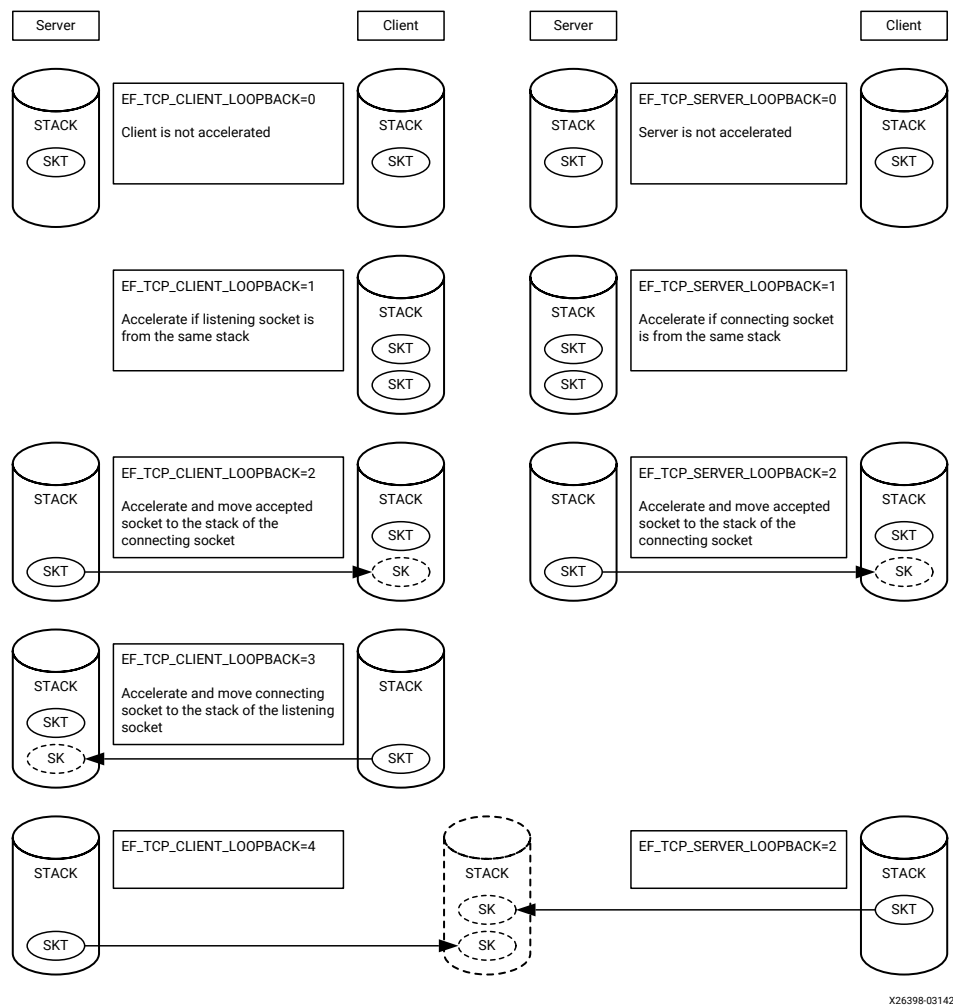 Server
Client
Server
Client
STACK
SKT
EF_TCP_CLIENT_LOOPBACK=0
Client is not accelerated
STACK
SKT
STACK
SKT
EF_TCP_SERVER_LOOPBACK=0
Server is not accelerated
STACK
SKT
EF_TCP_CLIENT_LOOPBACK=1
Accelerate if listening socket is
from the same stack
STACK
SKT
SKT
STACK
SKT
SKT
EF_TCP_SERVER_LOOPBACK=1
Accelerate if connecting socket
is from the same stack
STACK
SKT
EF_TCP_CLIENT_LOOPBACK=2
Accelerate and move accepted
socket to the stack of the
connecting socket
STACK
SKT
SK
STACK
SKT
EF_TCP_SERVER_LOOPBACK=2
Accelerate and move accepted
socket to the stack of the
connecting socket
STACK
SKT
SK
STACK
SKT
SK
EF_TCP_CLIENT_LOOPBACK=3
Accelerate and move connecting
socket to the stack of the listening
socket
STACK
SKT
STACK
SKT
EF_TCP_CLIENT_LOOPBACK=4
STACK
SK
SK
EF_TCP_SERVER_LOOPBACK=2
STACK
SKT
X26398-03142